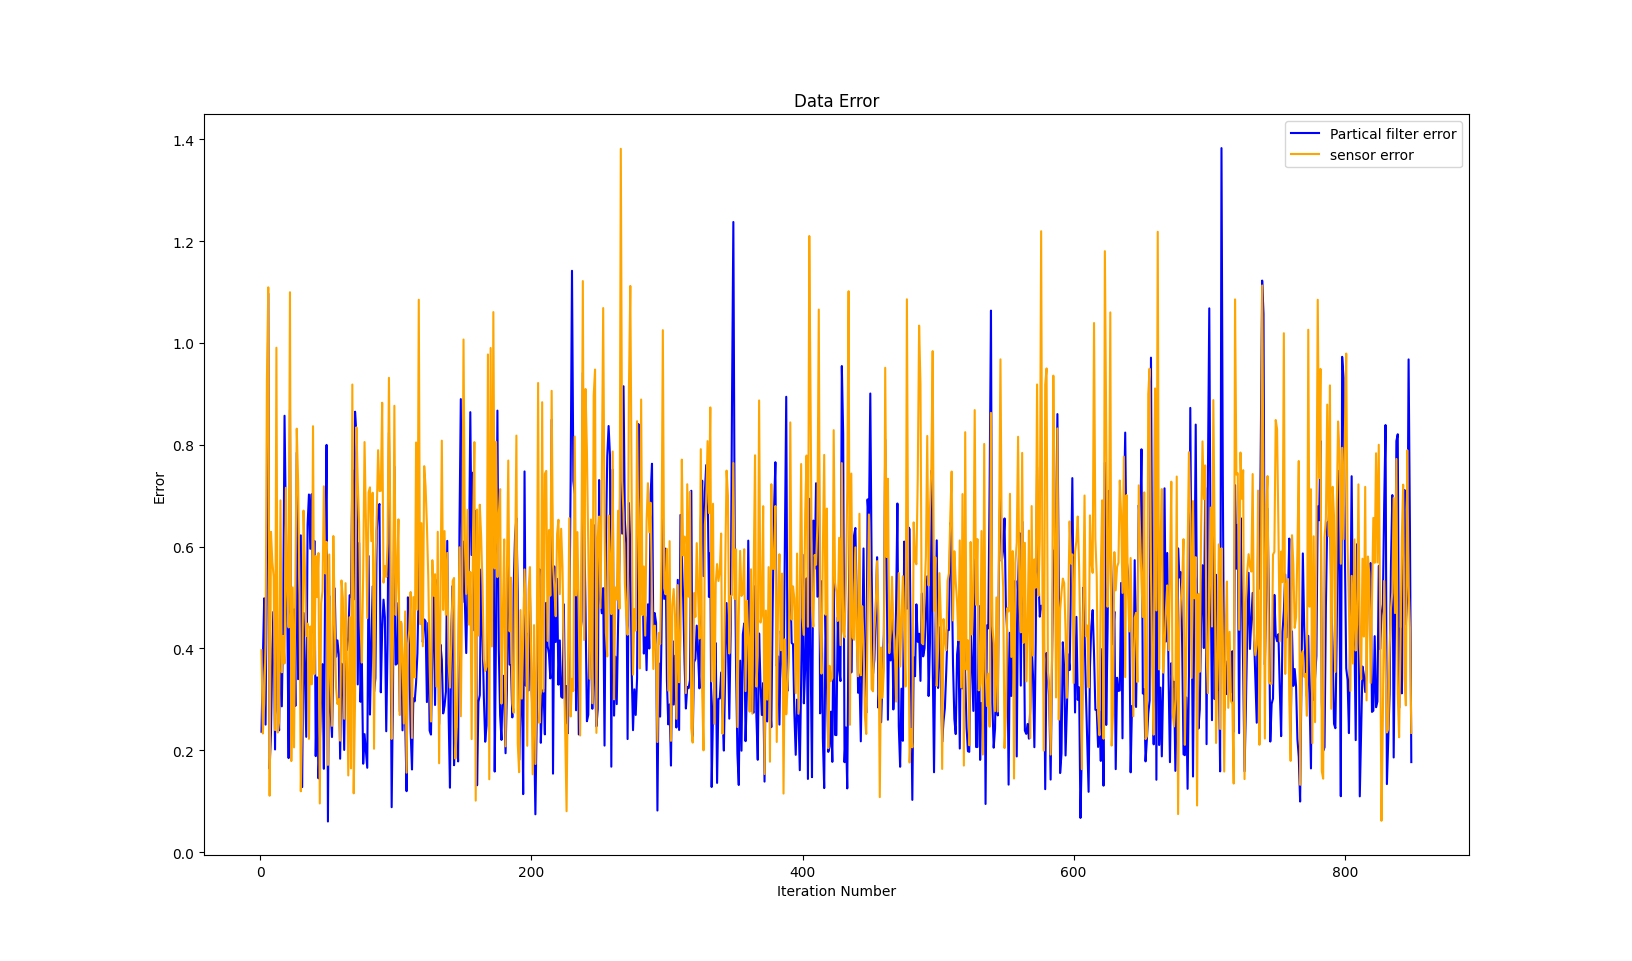 Data Error
Partical filter error
sensor error
1.4
1.2
1.0
0.8
0.6
0.4
0.2
0.0
Error
0
200
400
600
800
Iteration Number